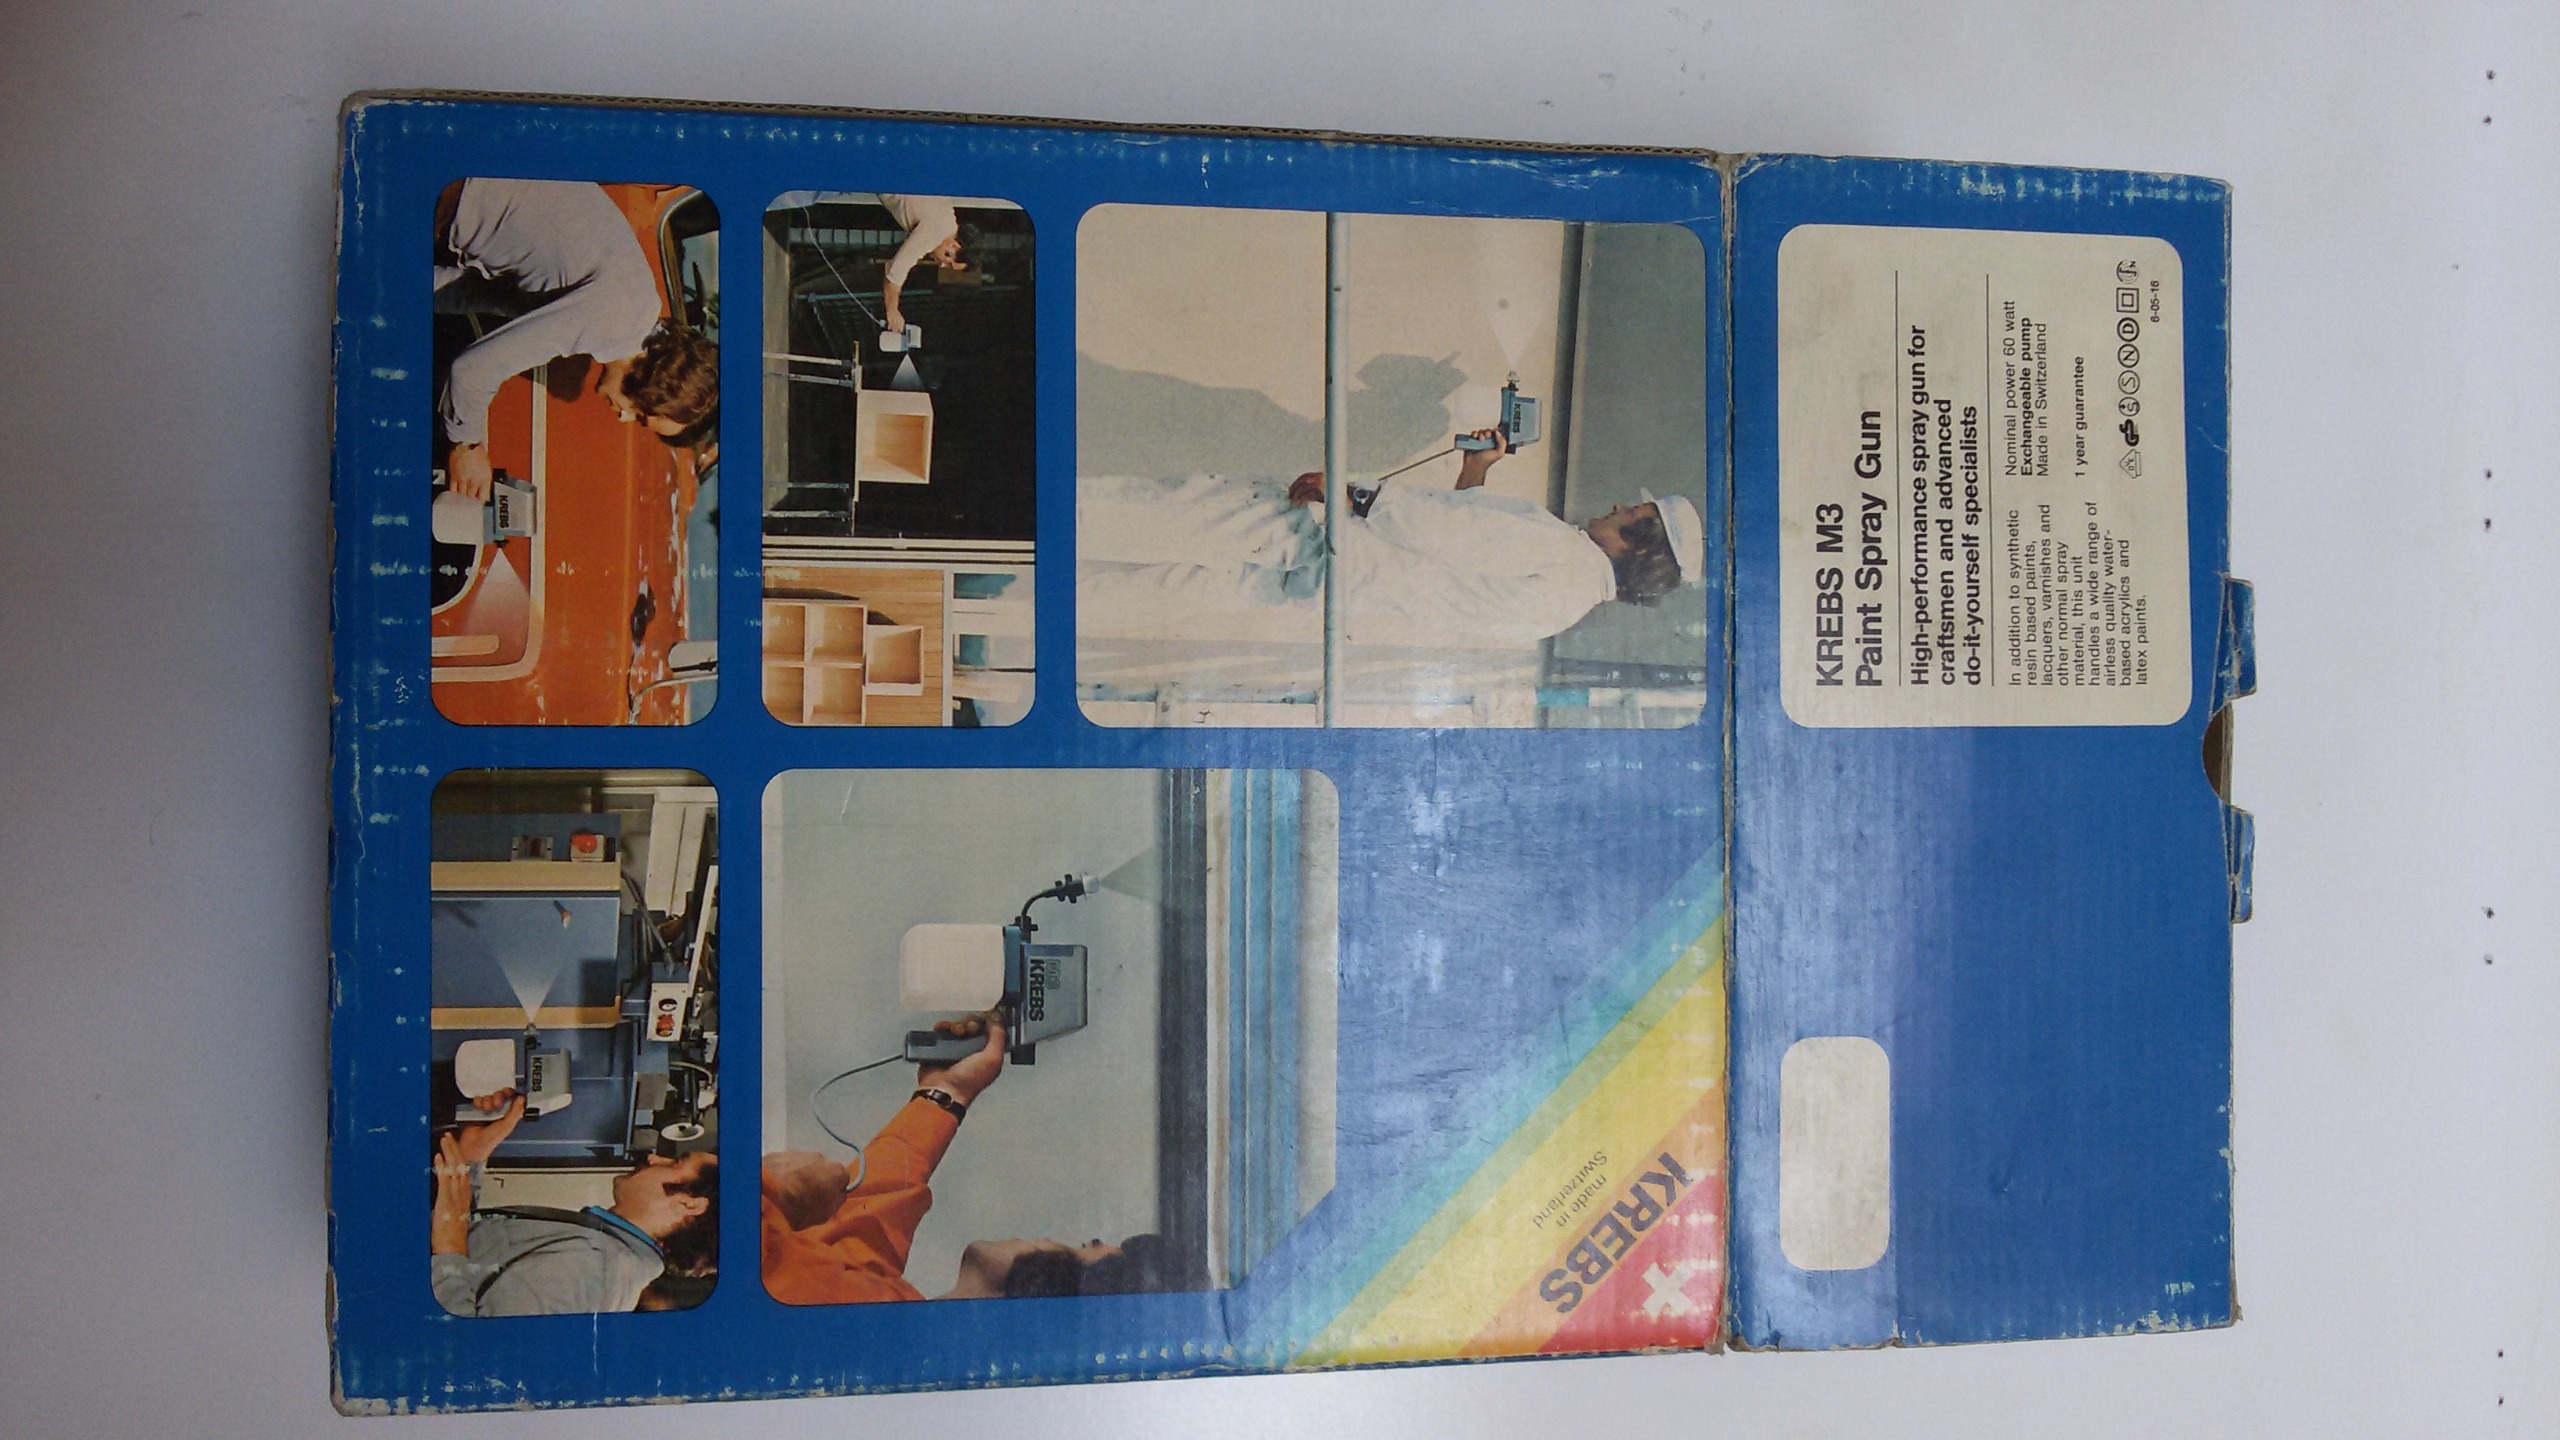 KREBS M3
Paint Spray Gun
High-performance spray gun for
craftsmen and advanced
do-it-yourself specialists
In addition to synthetic
resin based paints,
lacquers, varnishes and
other normal spray
material, this unit
handles a wide range of
airless quality water-
based acrylics and
latex paints.
Nominal power 60 watt
Exchangeable pump
Made in Switzerland
1 year guarantee
S N D
6-05-16
made in
Switzerland
KREBS
KREBS
M3
KREBS
KREBS
KREBS